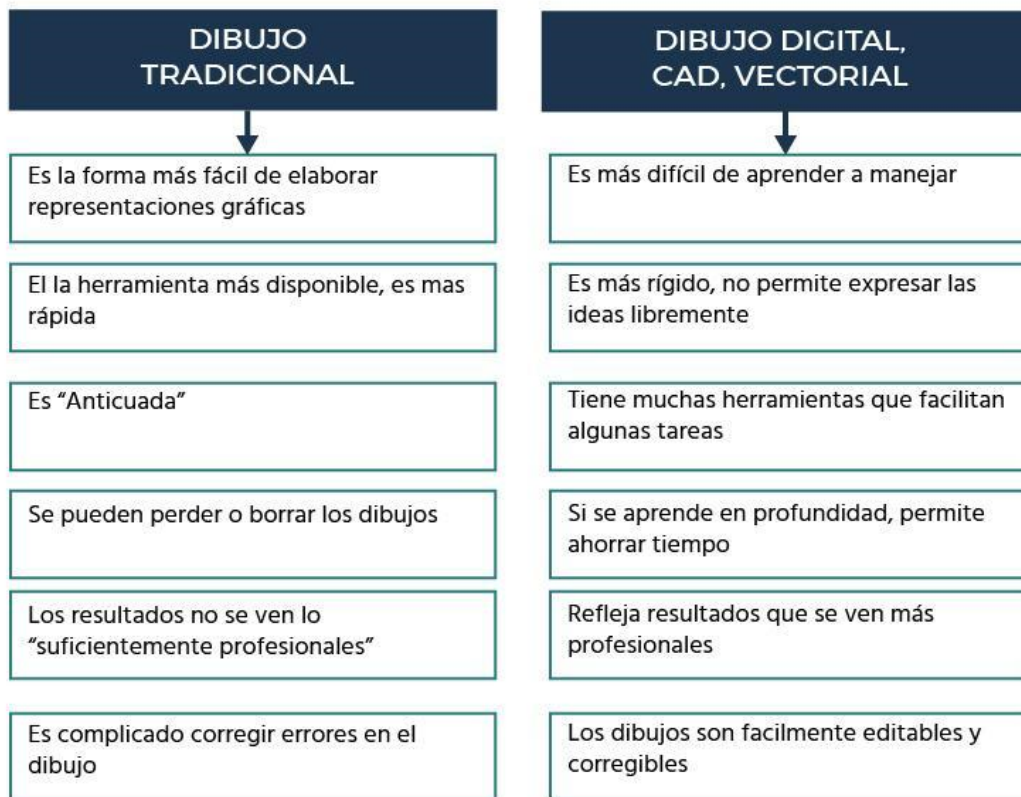 DIBUJO
TRADICIONAL
Es la forma más fácil de elaborar
representaciones gráficas
El la herramienta más disponible, es mas
rápida
Es “Anticuada”
Se pueden perder o borrar los dibujos
Los resultados no se ven lo
“suficientemente profesionales”
Es complicado corregir errores en el
dibujo
DIBUJO DIGITAL,
CAD, VECTORIAL
Es más difícil de aprender a manejar
Es más rígido, no permite expresar las
ideas libremente
Tiene muchas herramientas que facilitan
algunas tareas
Si se aprende en profundidad, permite
ahorrar tiempo
Refleja resultados que se ven más
profesionales
Los dibujos son facilmente editables y
corregibles